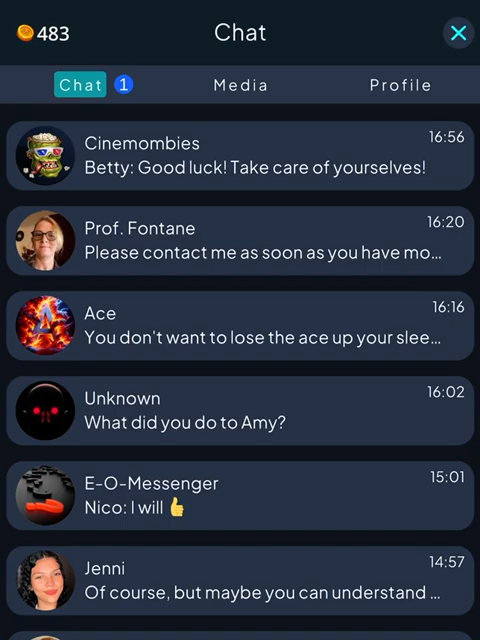 483
Chat
Chat 1 Media Profile
Cinemombies 16:56
Betty: Good luck! Take care of yourselves!
Prof. Fontane 16:20
Please contact me as soon as you have mo...
Ace 16:16
You don't want to lose the ace up your slee...
A
Unknown 16:02
What did you do to Amy?
E-O-Messenger 15:01
Nico: I will 👍
Jenni 14:57
Of course, but maybe you can understand ...